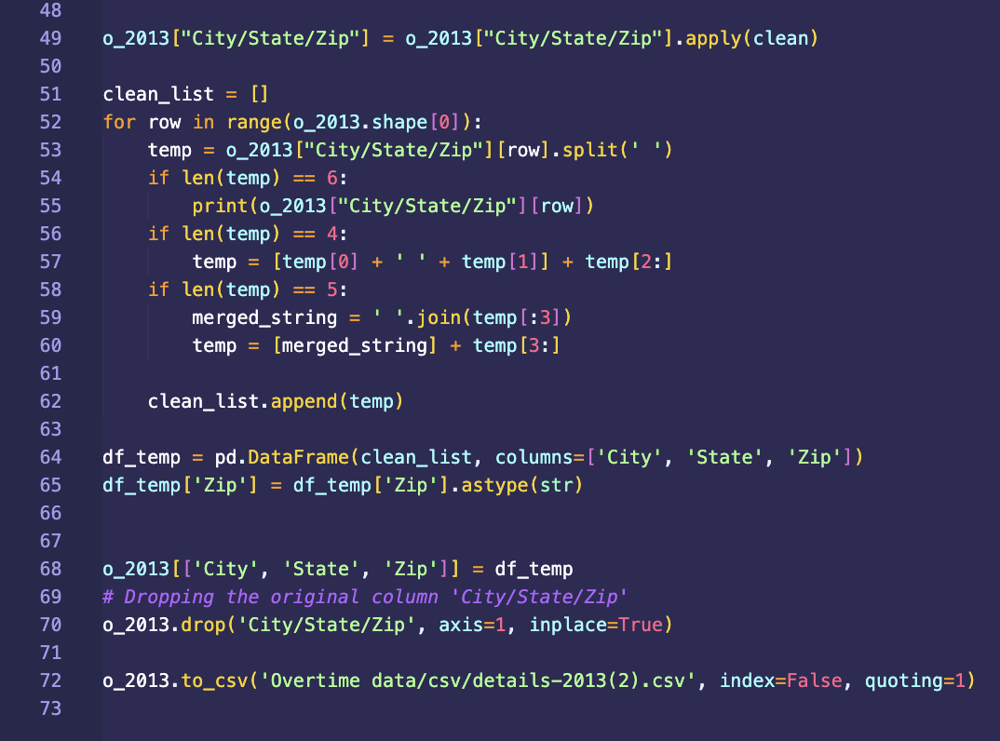 48
49 o_2013["City/State/Zip"] = o_2013["City/State/Zip"].apply(clean)
50
51 clean_list = []
52 for row in range(o_2013.shape[0]):
53     temp = o_2013["City/State/Zip"][row].split(' ')
54     if len(temp) == 6:
55         print(o_2013["City/State/Zip"][row])
56     if len(temp) == 4:
57         temp = [temp[0] + ' ' + temp[1]] + temp[2:]
58     if len(temp) == 5:
59         merged_string = ' '.join(temp[:3])
60         temp = [merged_string] + temp[3:]
61
62     clean_list.append(temp)
63
64 df_temp = pd.DataFrame(clean_list, columns=['City', 'State', 'Zip'])
65 df_temp['Zip'] = df_temp['Zip'].astype(str)
66
67
68 o_2013[['City', 'State', 'Zip']] = df_temp
69 # Dropping the original column 'City/State/Zip'
70 o_2013.drop('City/State/Zip', axis=1, inplace=True)
71
72 o_2013.to_csv('Overtime data/csv/details-2013(2).csv', index=False, quoting=1)
73